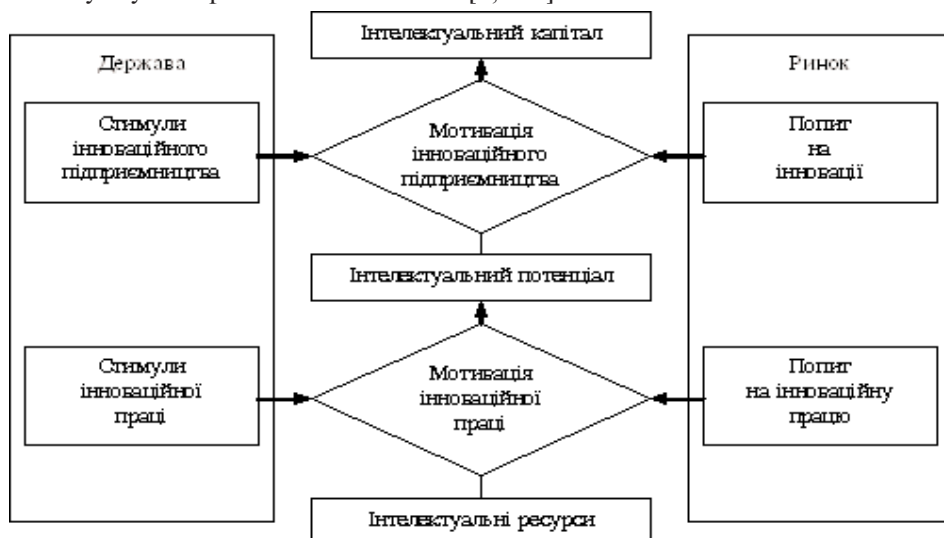 Інтелектуальний капітал
Держава
Ринок
Стимули
інноваційного
підприємництва
Мотивація
інноваційного
підприємництва
Попит
на
інновації
Інтелектуальний потенціал
Стимули
інноваційної
праці
Мотивація
інноваційної
праці
Попит
на інноваційну
працю
Інтелектуальні ресурси